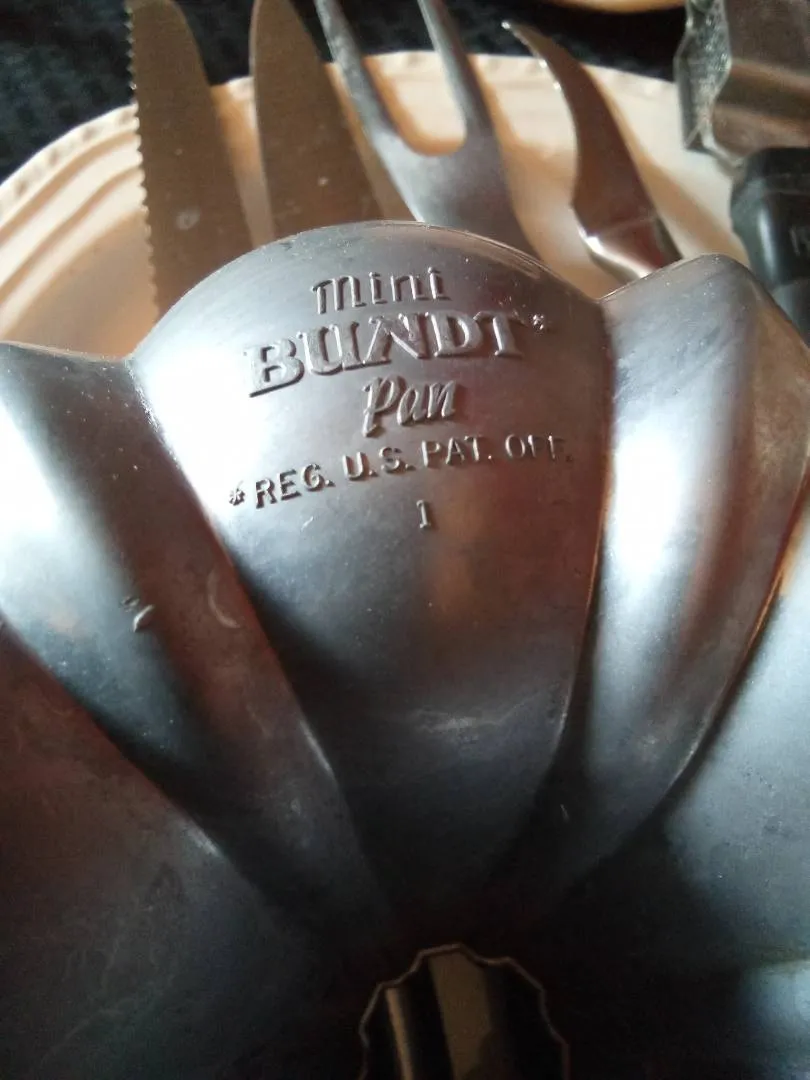 Mini
BUNDT*
Pan
*REG. U.S. PAT. OFF.
1